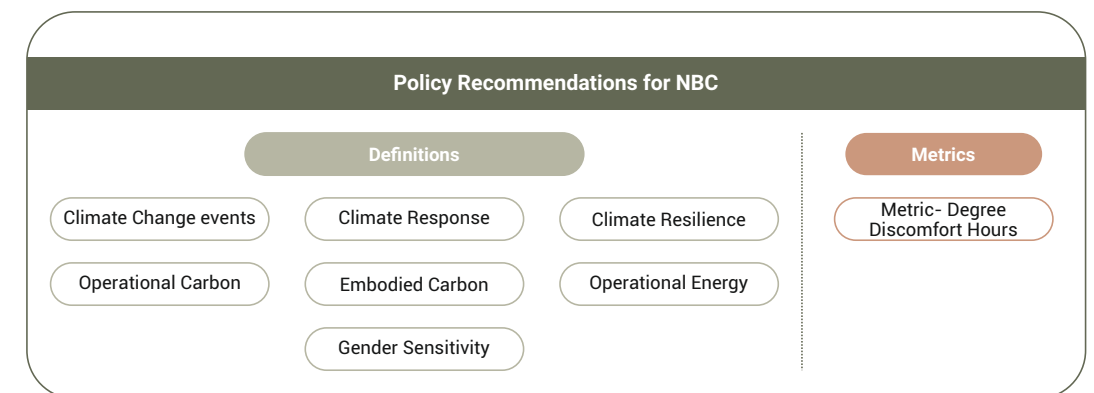 Policy Recommendations for NBC
Definitions
Metrics
Climate Change events
Climate Response
Climate Resilience
Metric- Degree
Discomfort Hours
Operational Carbon
Embodied Carbon
Operational Energy
Gender Sensitivity